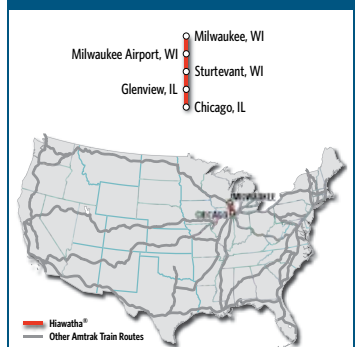 Milwaukee, WI
Milwaukee Airport, WI
Sturtevant, WI
Glenview, IL
Chicago, IL
MILWAUKEE
CHICAGO
Hiawatha®
Other Amtrak Train Routes